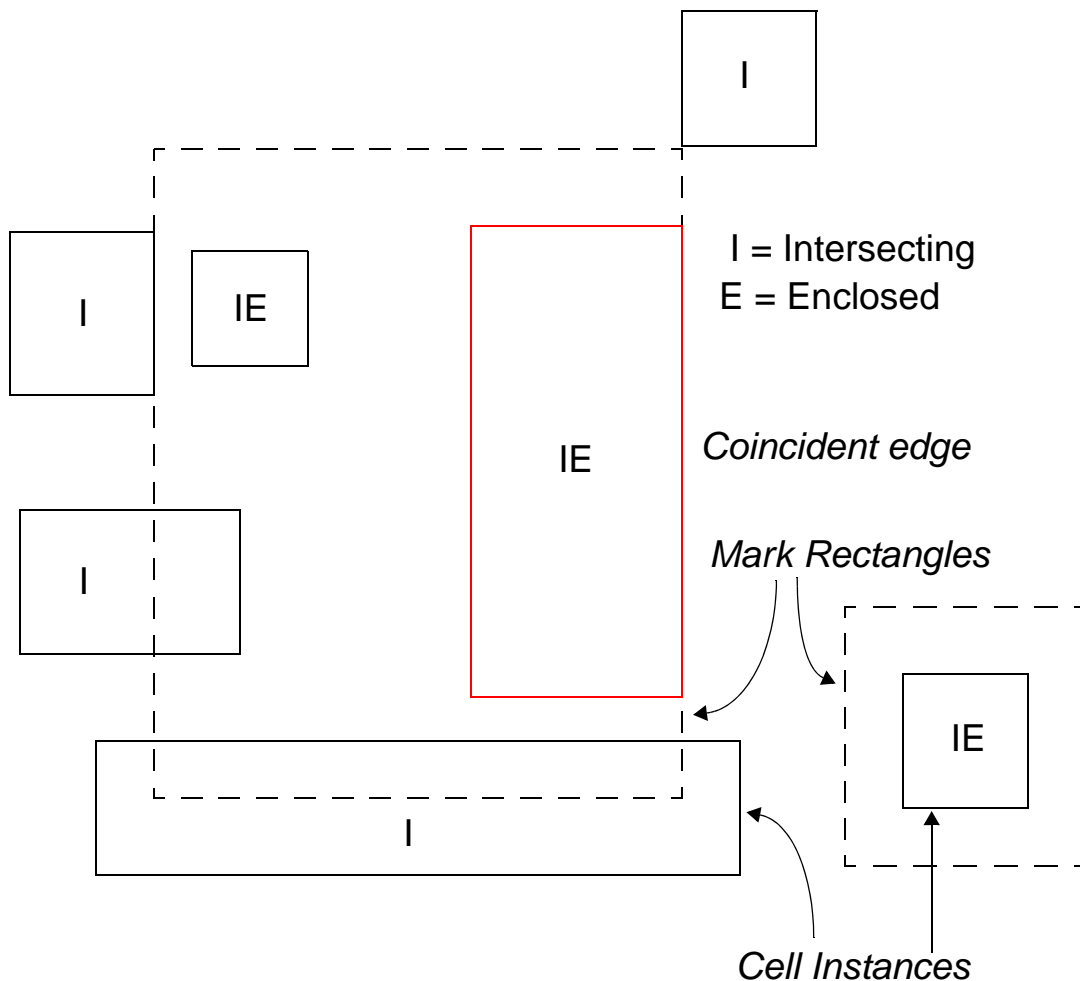 I
I = Intersecting
E = Enclosed
I
IE
IE
Coincident edge
Mark Rectangles
I
IE
I
Cell Instances